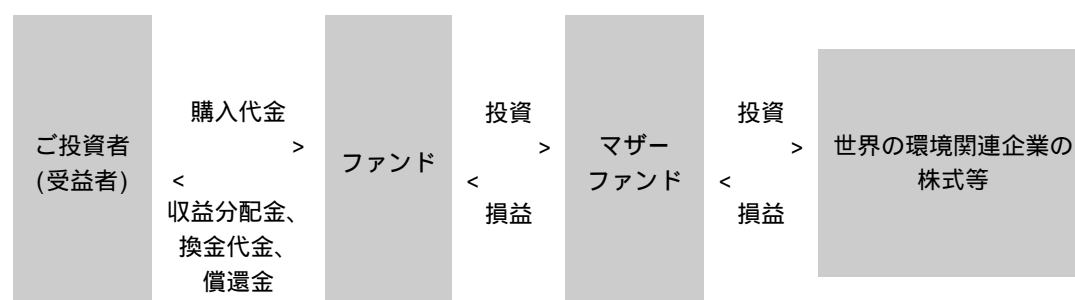 ご投資者
(受益者)
購入代金
>
<
収益分配金、
換金代金、
償還金
ファンド
投資
>
<
損益
マザー
ファンド
投資
>
<
損益
世界の環境関連企業の
株式等